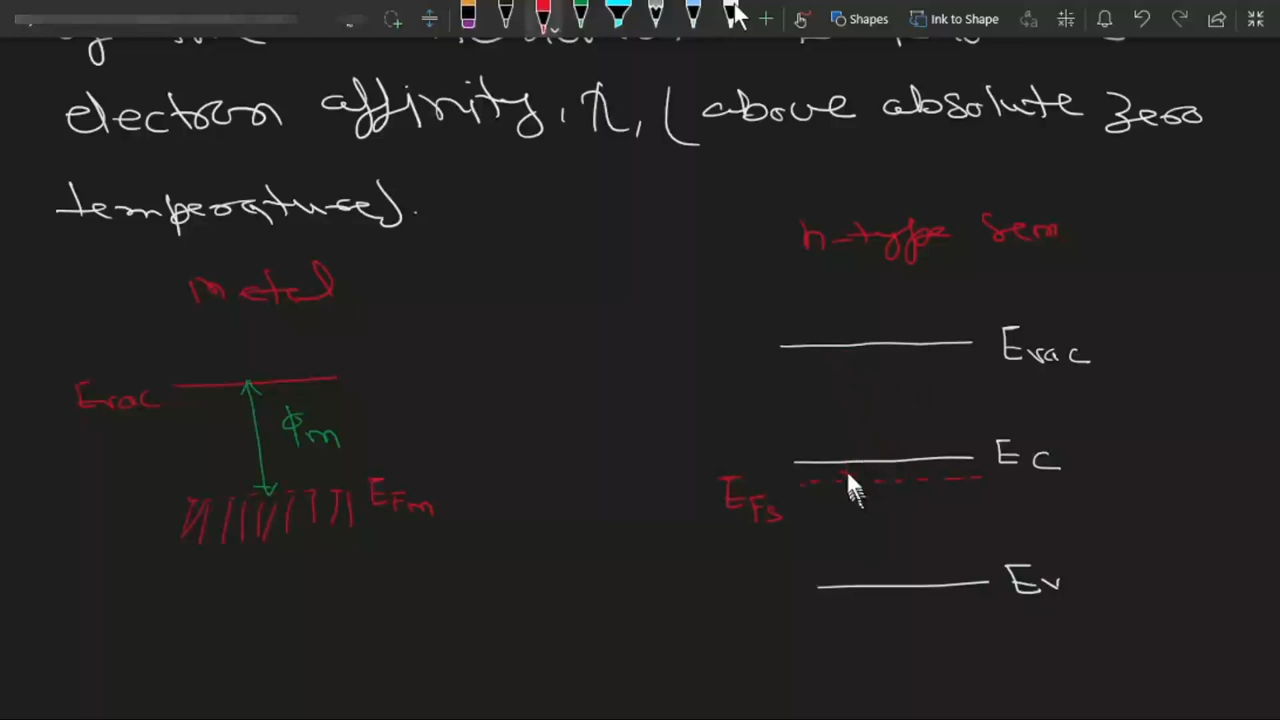 Shapes Ink to Shape
electron affinity, χ, (above absolute zero
temperatures).
n-type Sem
metal
Evac
Evac
ϕm
EC
EFm
EFs
Ev